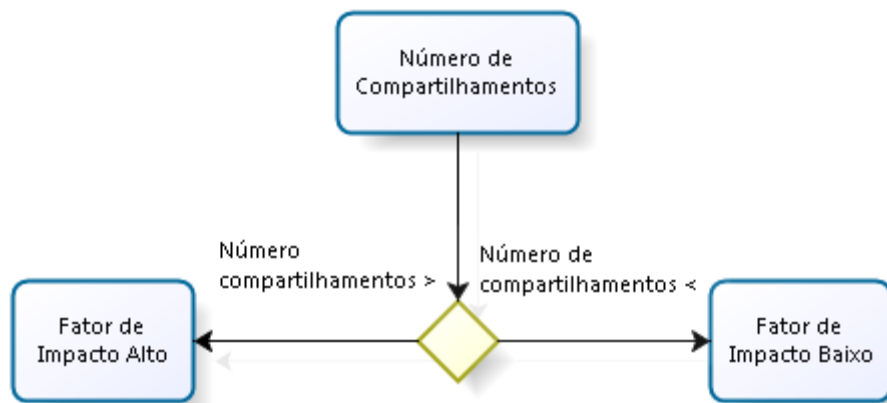 Número de
Compartilhamentos
Número
compartilhamentos >
Número de
compartilhamentos <
Fator de
Impacto Alto
Fator de
Impacto Baixo